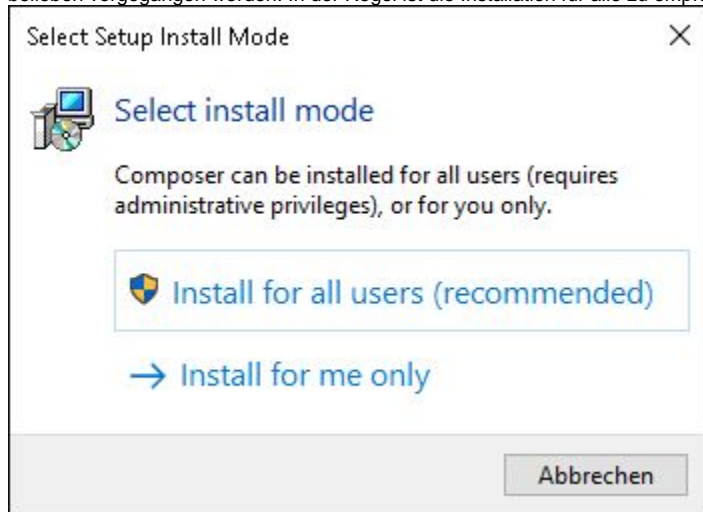 Select Setup Install Mode
Select install mode
Composer can be installed for all users (requires
administrative privileges), or for you only.
Install for all users (recommended)
Install for me only
Abbrechen